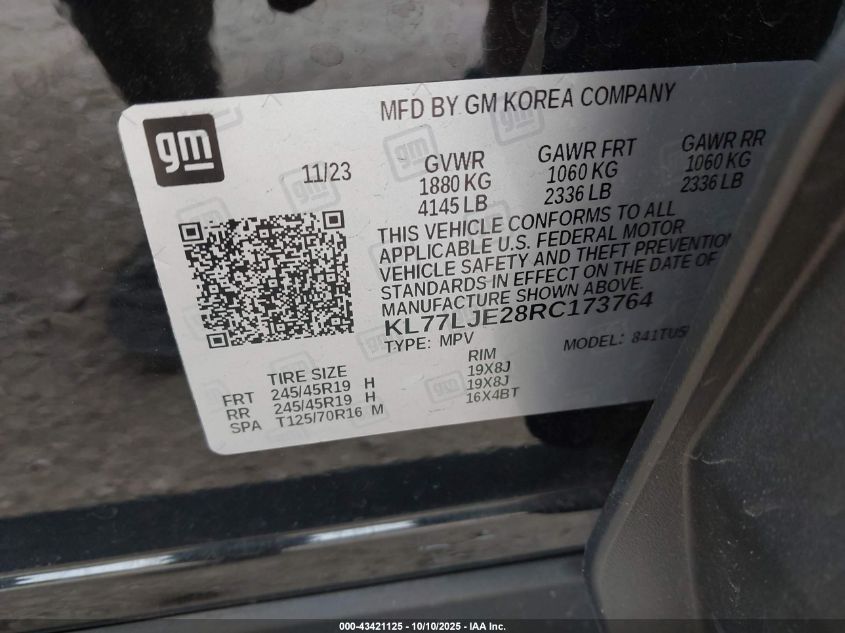 MFD BY GM KOREA COMPANY
gm
11/23
GVWR GAWR FRT GAWR RR
1880 KG 1060 KG 1060 KG
4145 LB 2336 LB 2336 LB
THIS VEHICLE CONFORMS TO ALL
APPLICABLE U.S. FEDERAL MOTOR
VEHICLE SAFETY AND THEFT PREVENTION
STANDARDS IN EFFECT ON THE DATE OF
MANUFACTURE SHOWN ABOVE.
KL77LJE28RC173764
TYPE: MPV MODEL: 841TU5
TIRE SIZE RIM
FRT 245/45R19 H 19X8J
RR 245/45R19 H 19X8J
SPA T125/70R16 M 16X4BT
000-43421125 - 10/10/2025 - IAA Inc.